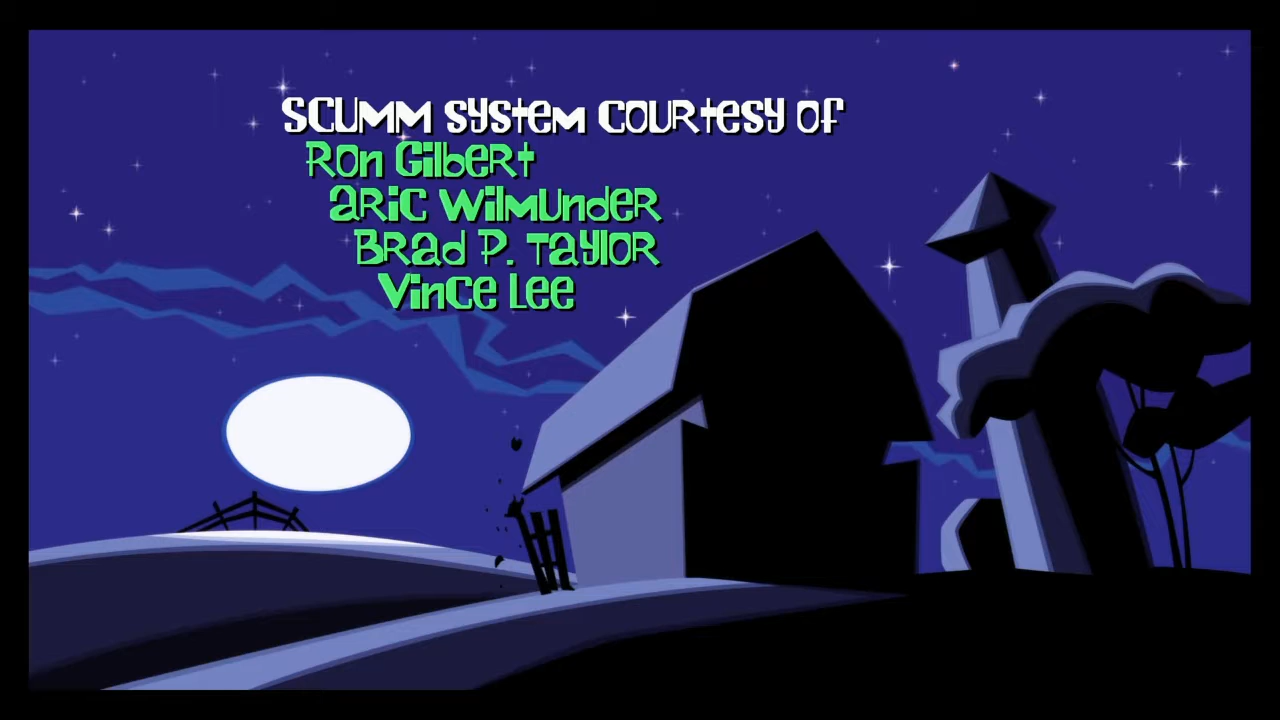 SCUMM System Courtesy of
Ron Gilbert
Aric Wilmunder
Brad P. Taylor
Vince Lee